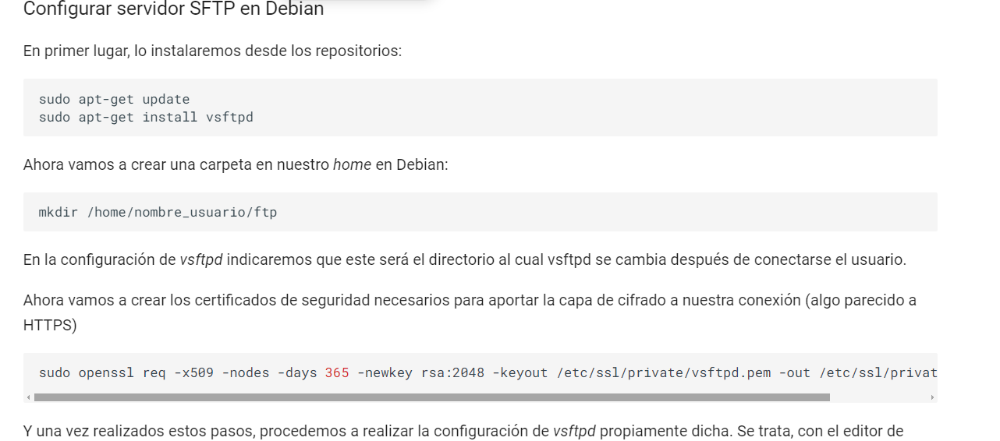 Configurar servidor SFTP en Debian
En primer lugar, lo instalaremos desde los repositorios:
sudo apt-get update
sudo apt-get install vsftpd
Ahora vamos a crear una carpeta en nuestro home en Debian:
mkdir /home/nombre_usuario/ftp
En la configuración de vsftpd indicaremos que este será el directorio al cual vsftpd se cambia después de conectarse el usuario.
Ahora vamos a crear los certificados de seguridad necesarios para aportar la capa de cifrado a nuestra conexión (algo parecido a
HTTPS)
sudo openssl req -x509 -nodes -days 365 -newkey rsa:2048 -keyout /etc/ssl/private/vsftpd.pem -out /etc/ssl/privat
Y una vez realizados estos pasos, procedemos a realizar la configuración de vsftpd propiamente dicha. Se trata, con el editor de